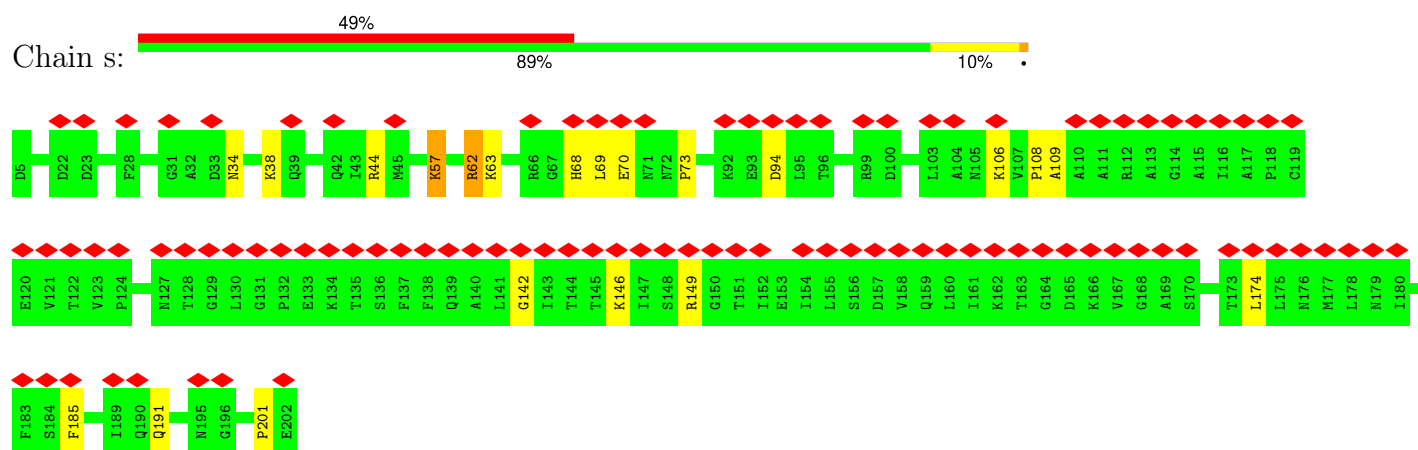 49%
Chain s:
89% 10% •
D5 D22 D23 F28 G31 A32 D33 N34 K38 Q39 Q42 I43 R44 M45 K57 R62 K63 R66 G67 H68 L69 E70 N71 N72 P73 K92 E93 D94 L95 T96 R99 D100 L103 A104 N105 K106 V107 P108 A109 A110 A111 R112 A113 G114 A115 I116 A117 P118 C119
E120 V121 T122 V123 P124 N127 T128 G129 L130 G131 P132 E133 K134 T135 S136 F137 F138 Q139 A140 L141 G142 I143 T144 T145 K146 I147 S148 R149 G150 T151 I152 E153 I154 L155 S156 D157 V158 Q159 L160 I161 K162 T163 G164 D165 K166 V167 G168 A169 S170 T173 L174 L175 N176 M177 L178 N179 I180
F183 S184 F185 I189 Q190 Q191 N195 G196 P201 E202